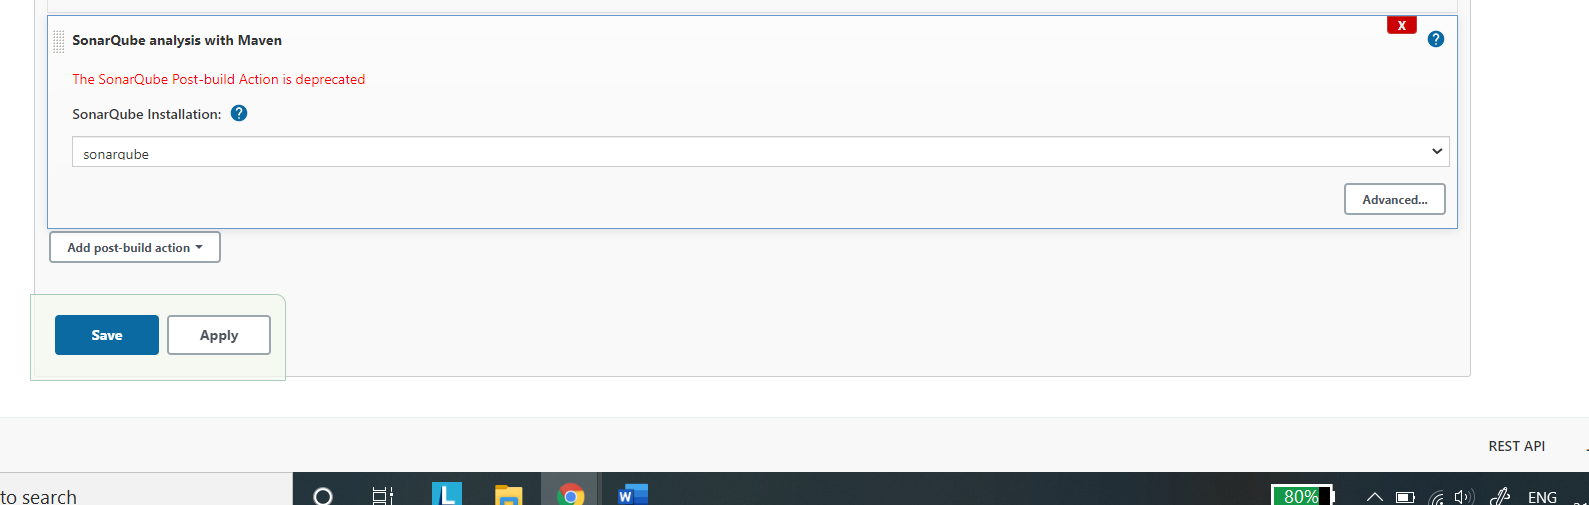 X
SonarQube analysis with Maven
?
The SonarQube Post-build Action is deprecated
SonarQube Installation: ?
sonarqube
Advanced...
Add post-build action
Save Apply
REST API
to search
L
W
80%
ENG